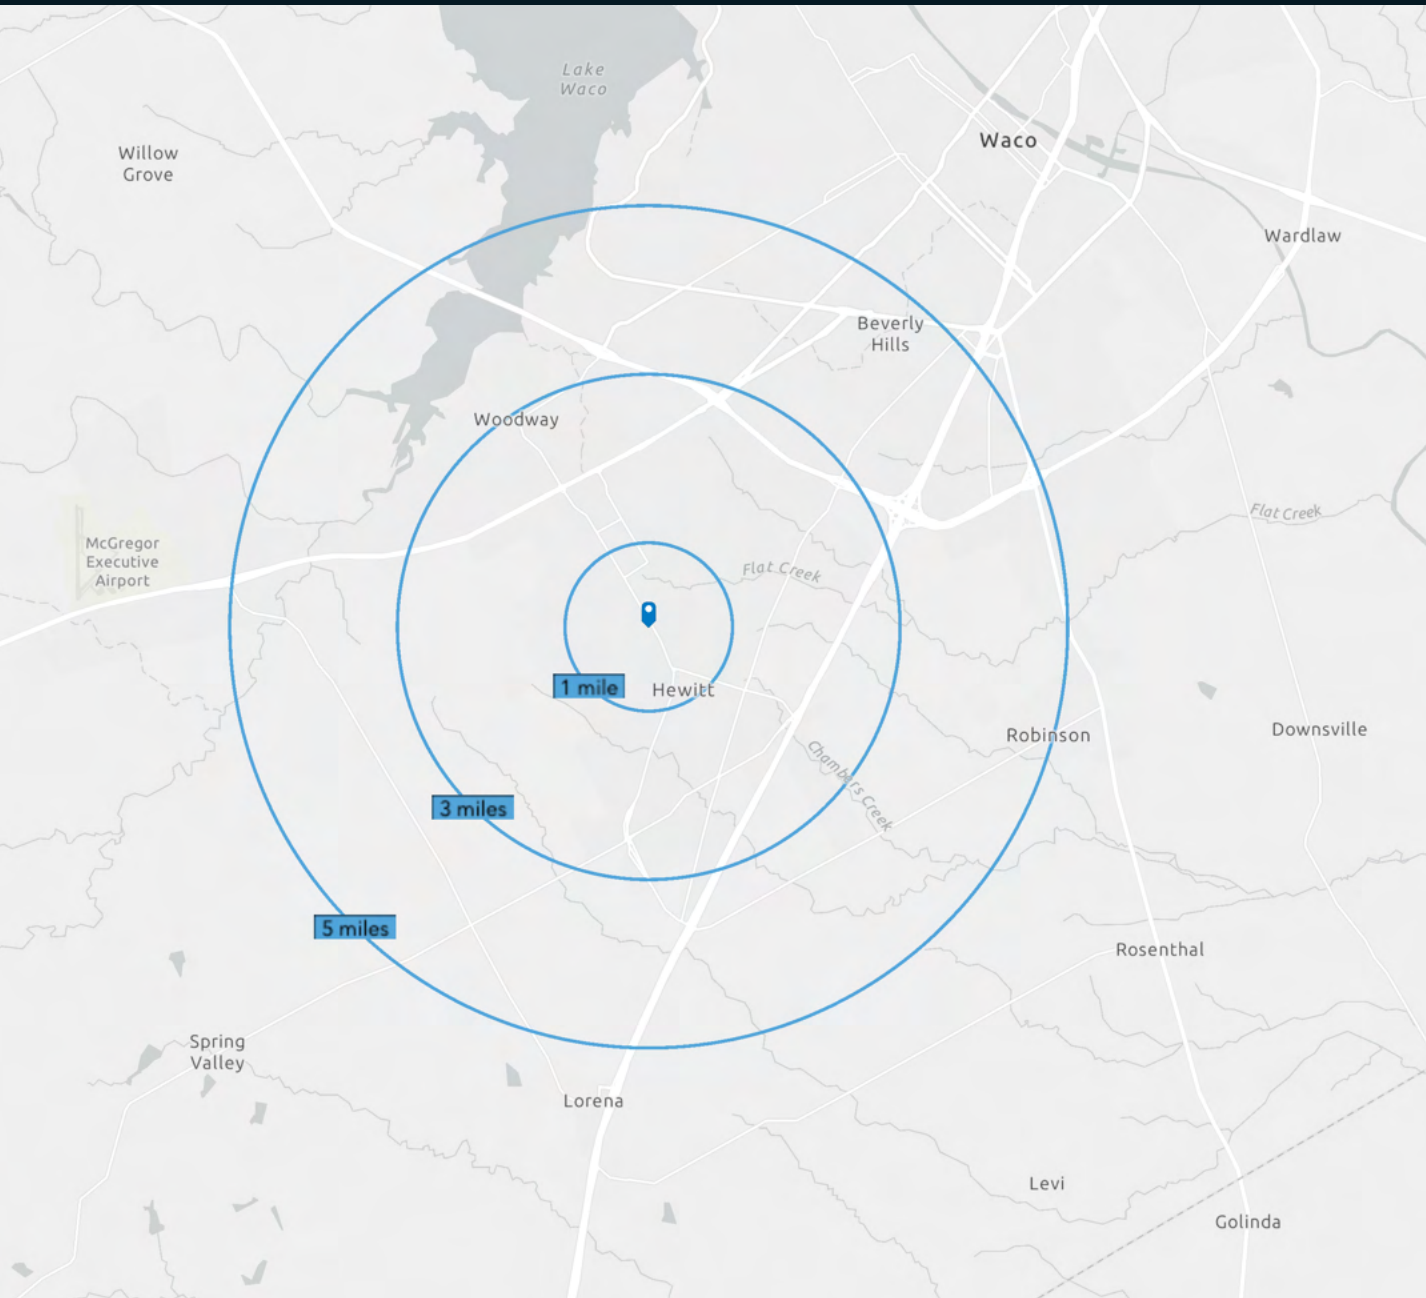 Lake
Waco
Waco
Willow
Grove
Wardlaw
Beverly
Hills
Woodway
Flat Creek
McGregor
Executive
Airport
Flat Creek
1 mile
Hewitt
Downsville
Robinson
Chambers Creek
3 miles
5 miles
Rosenthal
Spring
Valley
Lorena
Levi
Golinda